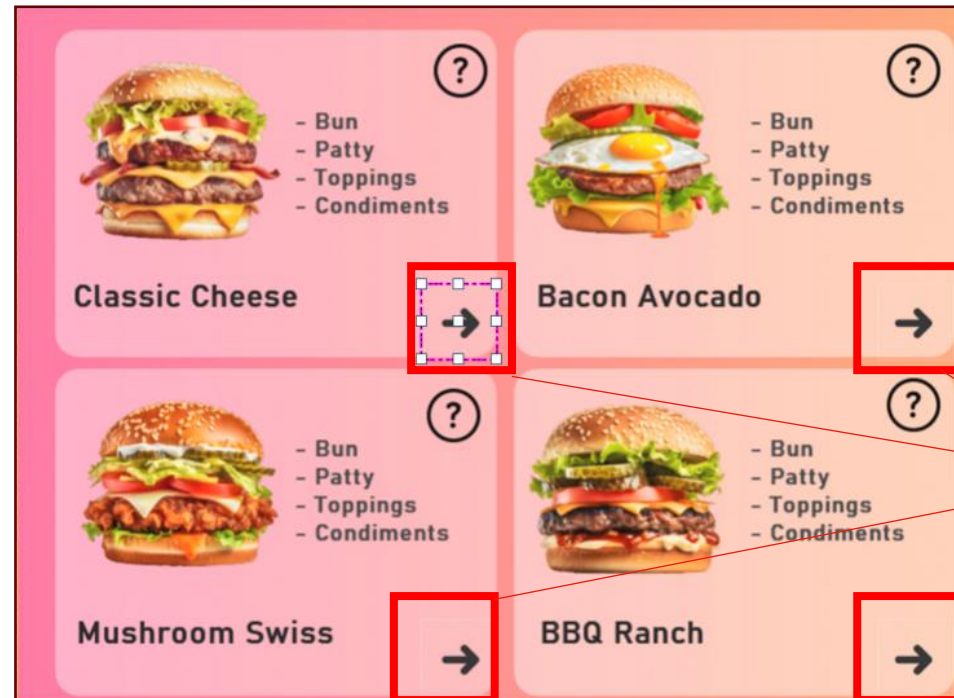 ?
- Bun
- Patty
- Toppings
- Condiments
Classic Cheese
?
- Bun
- Patty
- Toppings
- Condiments
Bacon Avocado
?
- Bun
- Patty
- Toppings
- Condiments
Mushroom Swiss
?
- Bun
- Patty
- Toppings
- Condiments
BBQ Ranch